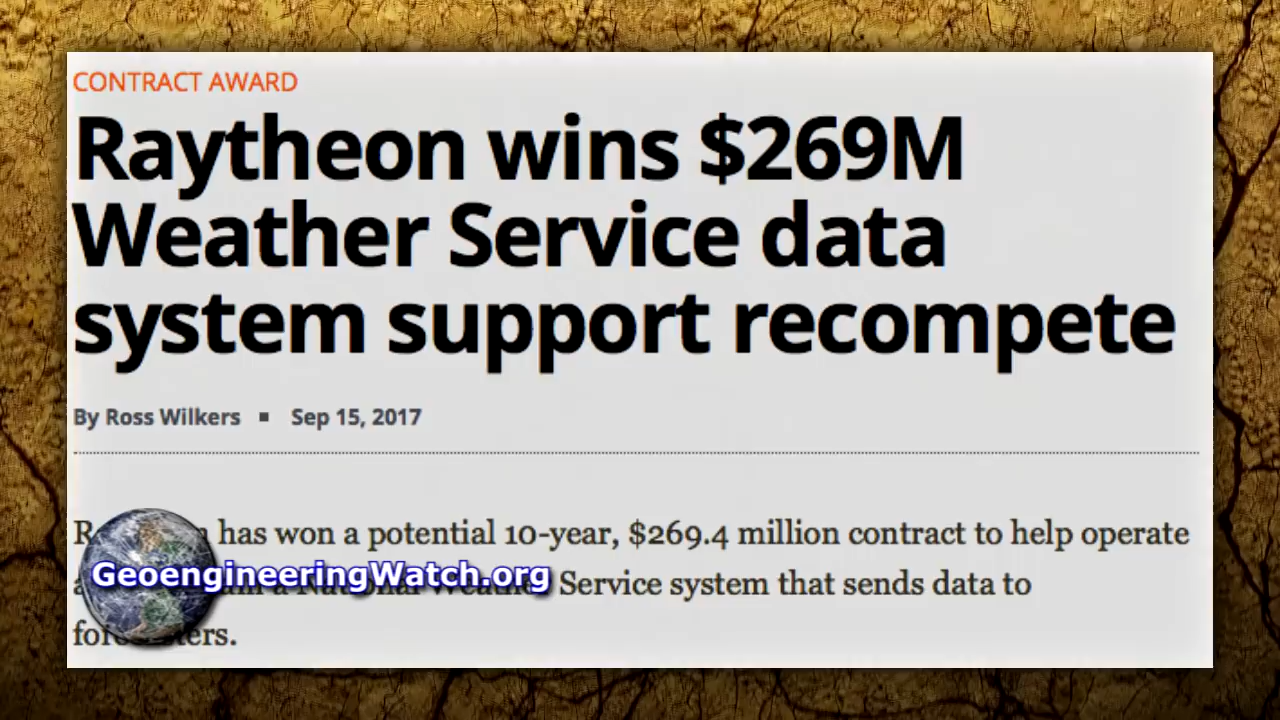 CONTRACT AWARD
Raytheon wins $269M
Weather Service data
system support recompete
By Ross Wilkers ▪ Sep 15, 2017
has won a potential 10-year, $269.4 million contract to help operate
GeoengineeringWatch.org
Service system that sends data to